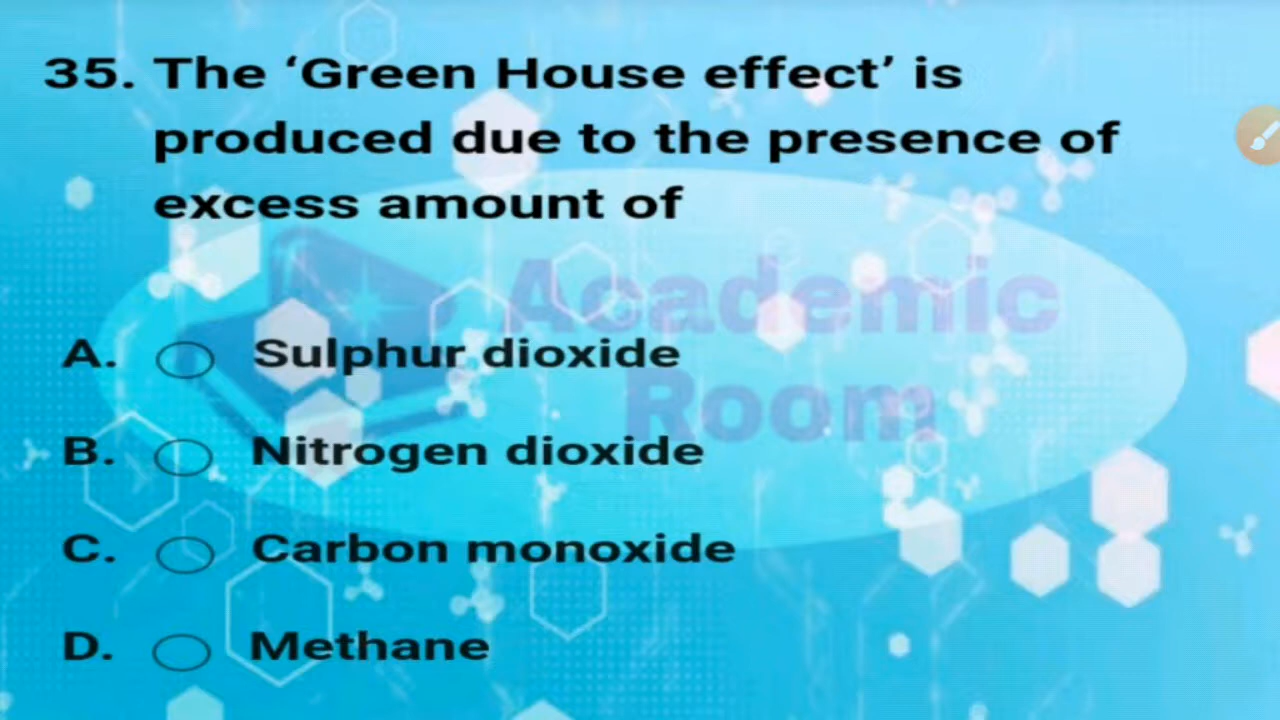 35. The ‘Green House effect’ is
produced due to the presence of
excess amount of
Academic
Room
A. Sulphur dioxide
B. Nitrogen dioxide
C. Carbon monoxide
D. Methane